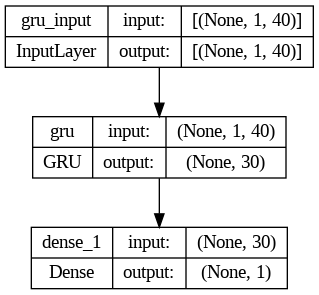 gru_input input: [(None, 1, 40)]
InputLayer output: [(None, 1, 40)]
gru input: (None, 1, 40)
GRU output: (None, 30)
dense_1 input: (None, 30)
Dense output: (None, 1)